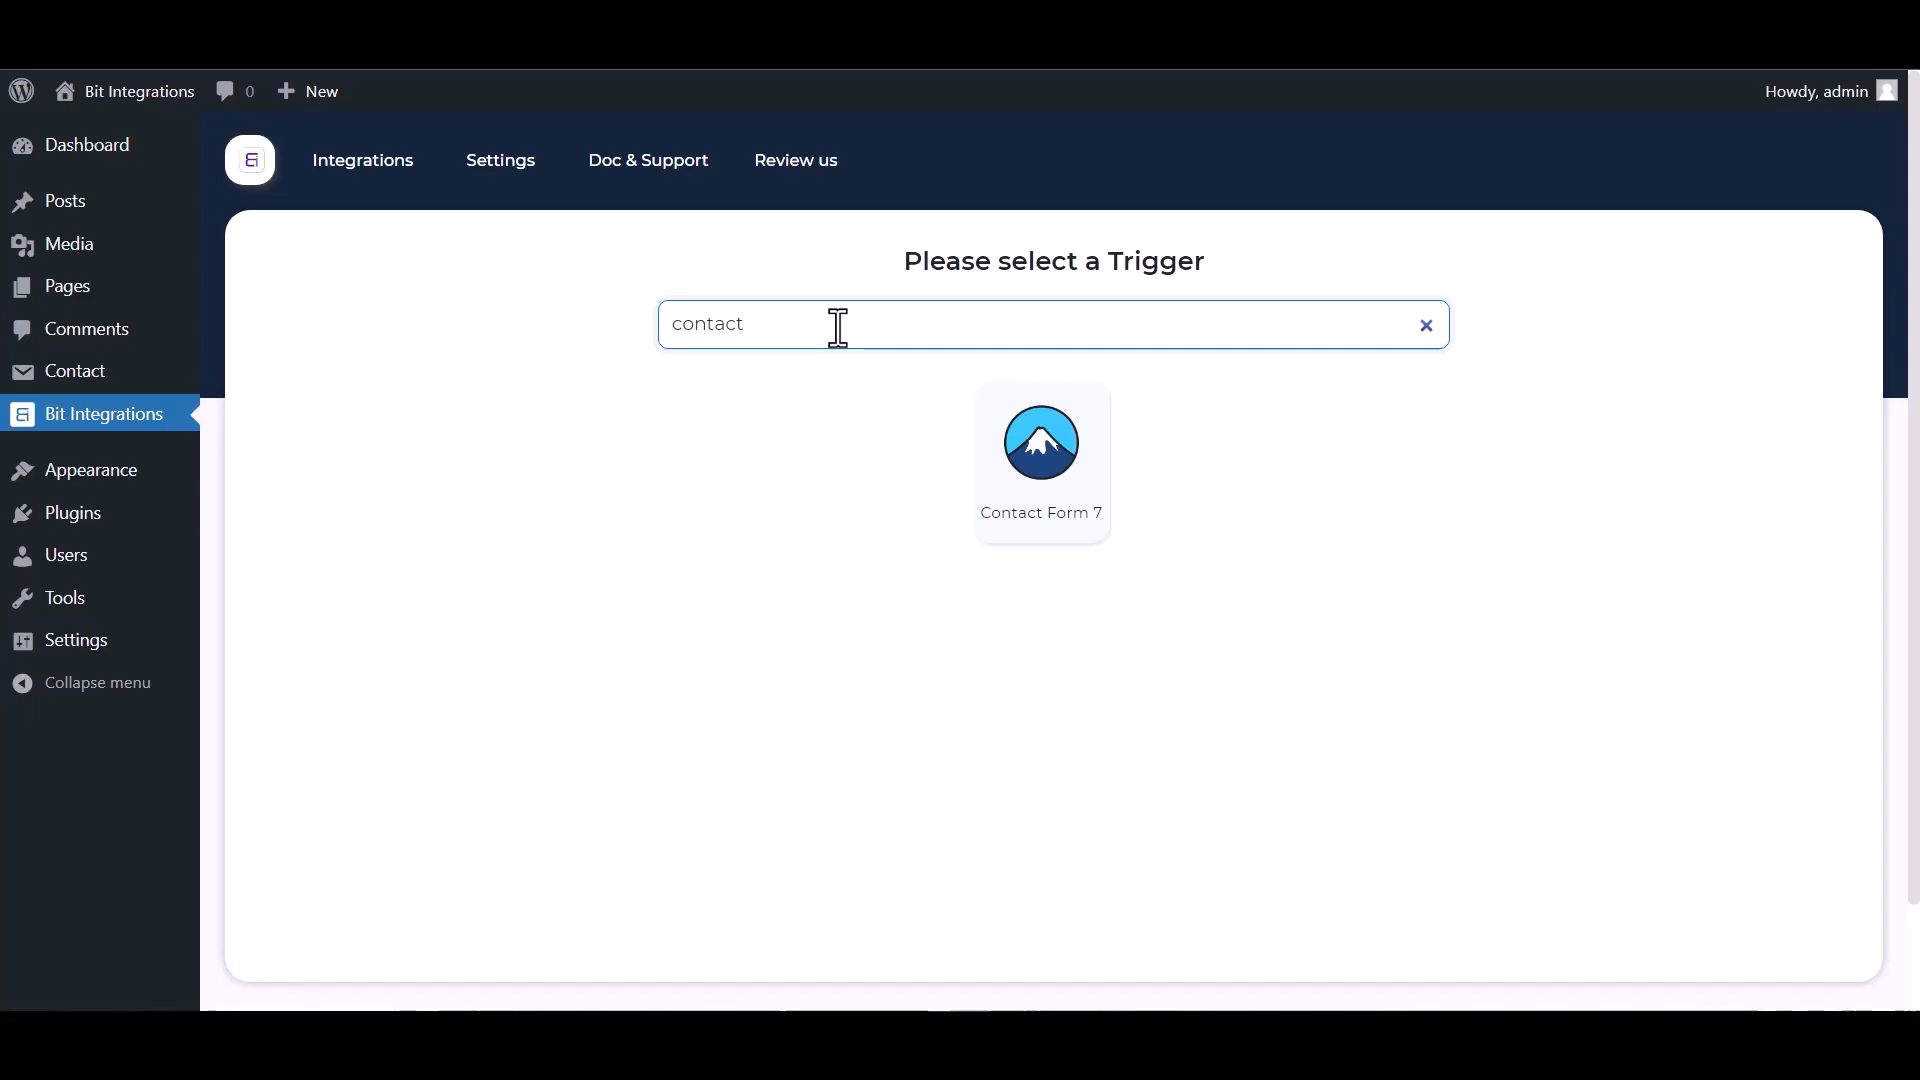 Bit Integrations
0
New
Howdy, admin
Dashboard
Posts
Media
Pages
Comments
Contact
Bit Integrations
Appearance
Plugins
Users
Tools
Settings
Collapse menu
Integrations
Settings
Doc & Support
Review us
Please select a Trigger
contact
Contact Form 7